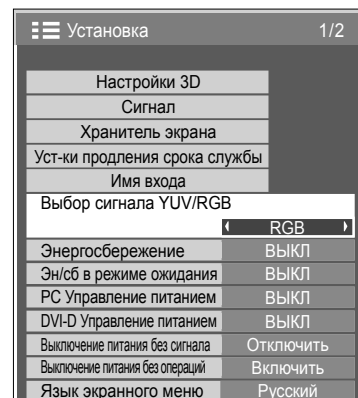 Установка 1/2
Настройки 3D
Сигнал
Хранитель экрана
Уст-ки продления срока службы
Имя входа
Выбор сигнала YUV/RGB
RGB
Энергосбережение ВЫКЛ
Эн/сб в режиме ожидания ВЫКЛ
РС Управление питанием ВЫКЛ
DVI-D Управление питанием ВЫКЛ
Выключение питания без сигнала Отключить
Выключение питания без операций Включить
Язык экранного меню Русский